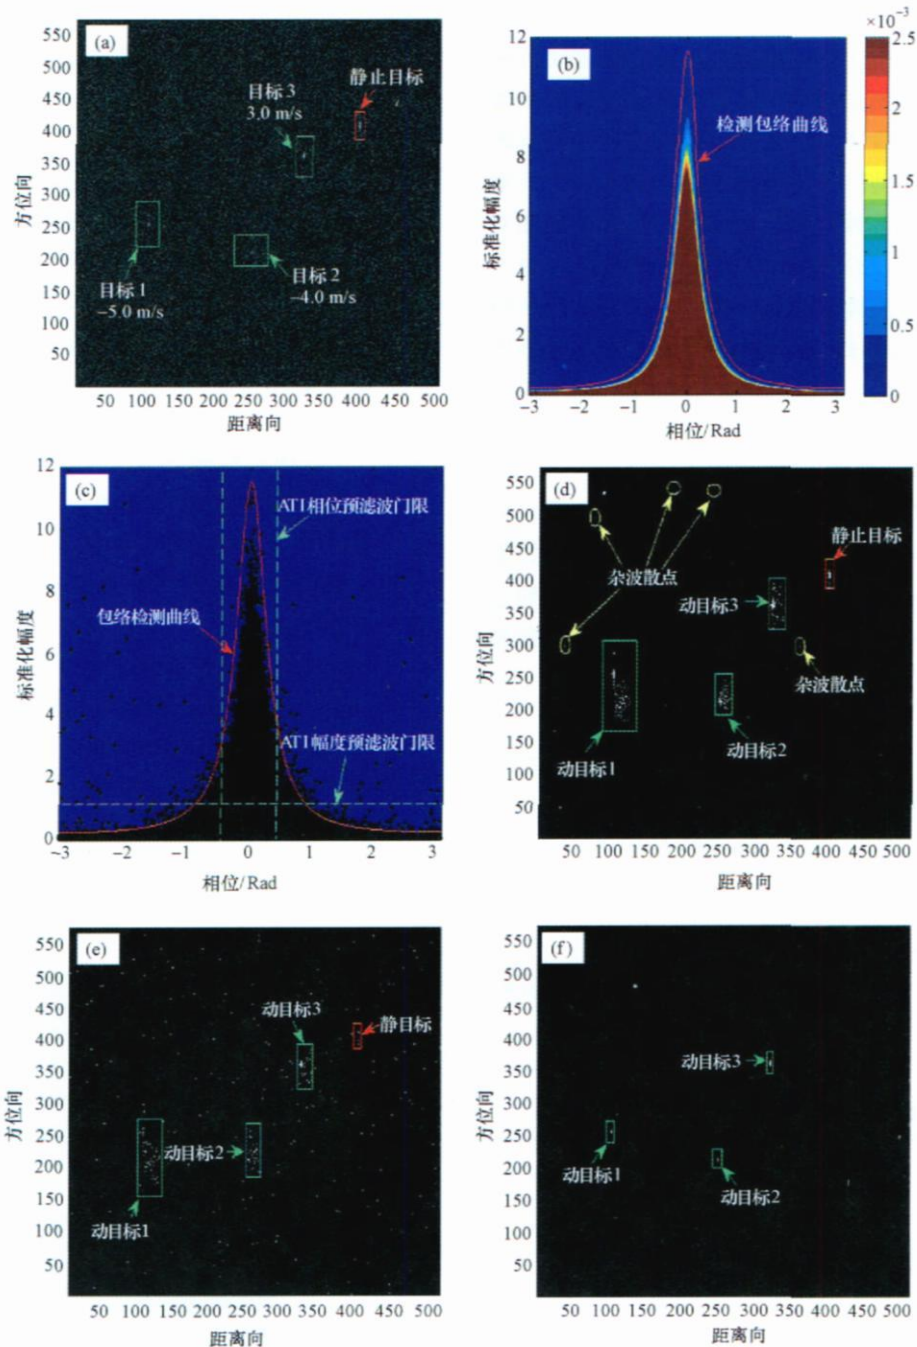 (a)
550
500
450
400
350
300
250
200
150
100
50
方位向
目标 3
3.0 m/s
静止目标
目标 1
−5.0 m/s
目标 2
−4.0 m/s
50 100 150 200 250 300 350 400 450 500
距离向
(b)
12
10
8
6
4
2
0
标准化幅度
检测包络曲线
−3 −2 −1 0 1 2 3
相位/Rad
×10⁻³
2.5
2
1.5
1
0.5
0
(c)
12
10
8
6
4
2
0
标准化幅度
ATI相位预滤波门限
包络检测曲线
ATI幅度预滤波门限
−3 −2 −1 0 1 2 3
相位/Rad
(d)
550
500
450
400
350
300
250
200
150
100
50
方位向
静止目标
杂波散点
动目标3
杂波散点
动目标1
动目标2
50 100 150 200 250 300 350 400 450 500
距离向
(e)
550
500
450
400
350
300
250
200
150
100
50
方位向
动目标3
静目标
动目标2
动目标1
50 100 150 200 250 300 350 400 450 500
距离向
(f)
550
500
450
400
350
300
250
200
150
100
50
方位向
动目标3
动目标1
动目标2
50 100 150 200 250 300 350 400 450 500
距离向